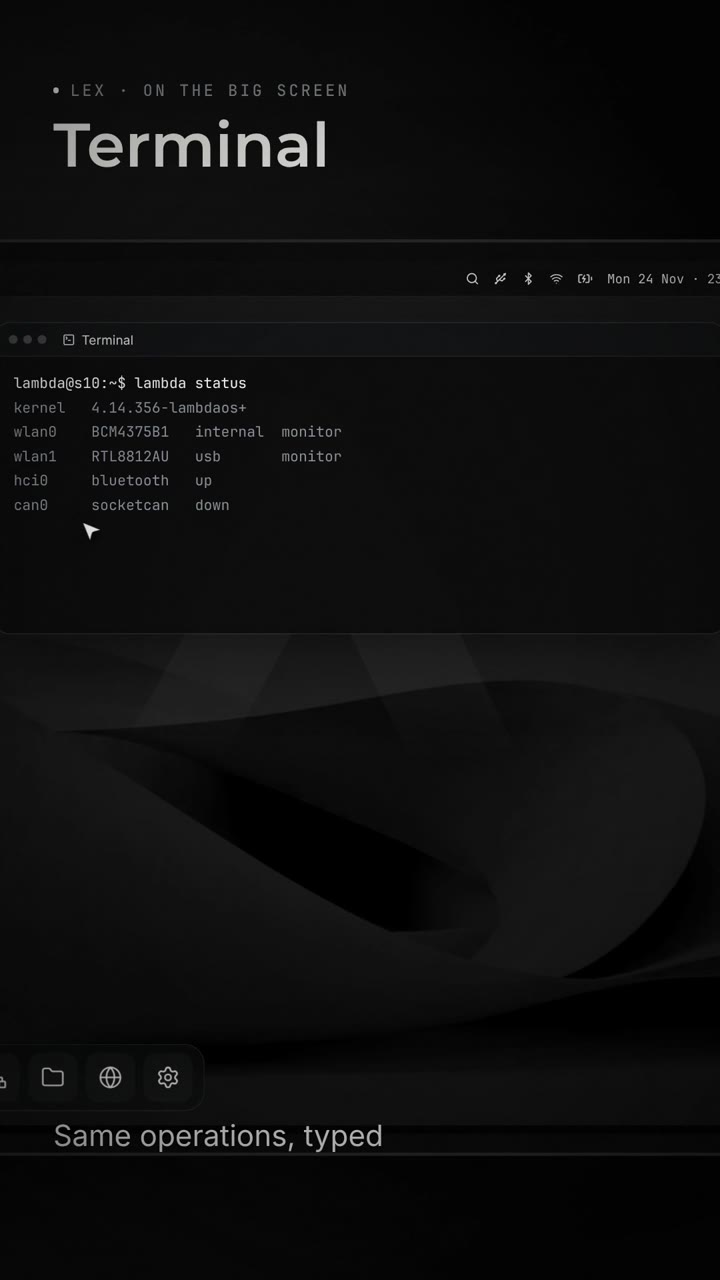 • LEX · ON THE BIG SCREEN
Terminal
Mon 24 Nov · 23
Terminal
lambda@s10:~$ lambda status
kernel 4.14.356-lambdaos+
wlan0 BCM4375B1 internal monitor
wlan1 RTL8812AU usb monitor
hci0 bluetooth up
can0 socketcan down
Same operations, typed